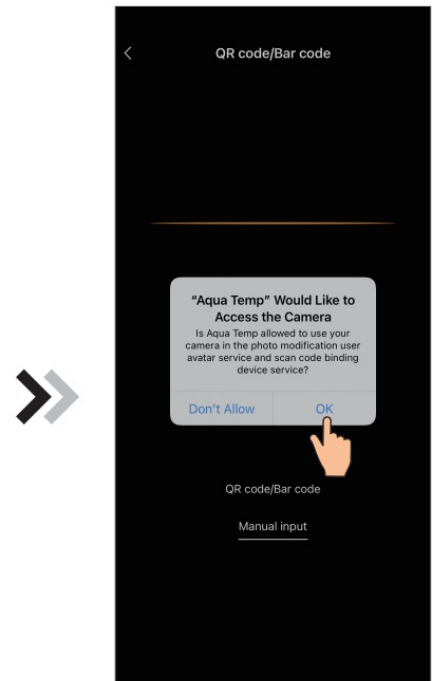 QR code/Bar code
"Aqua Temp" Would Like to
Access the Camera
Is Aqua Temp allowed to use your
camera in the photo modification user
avatar service and scan code binding
device service?
Don't Allow
OK
QR code/Bar code
Manual input